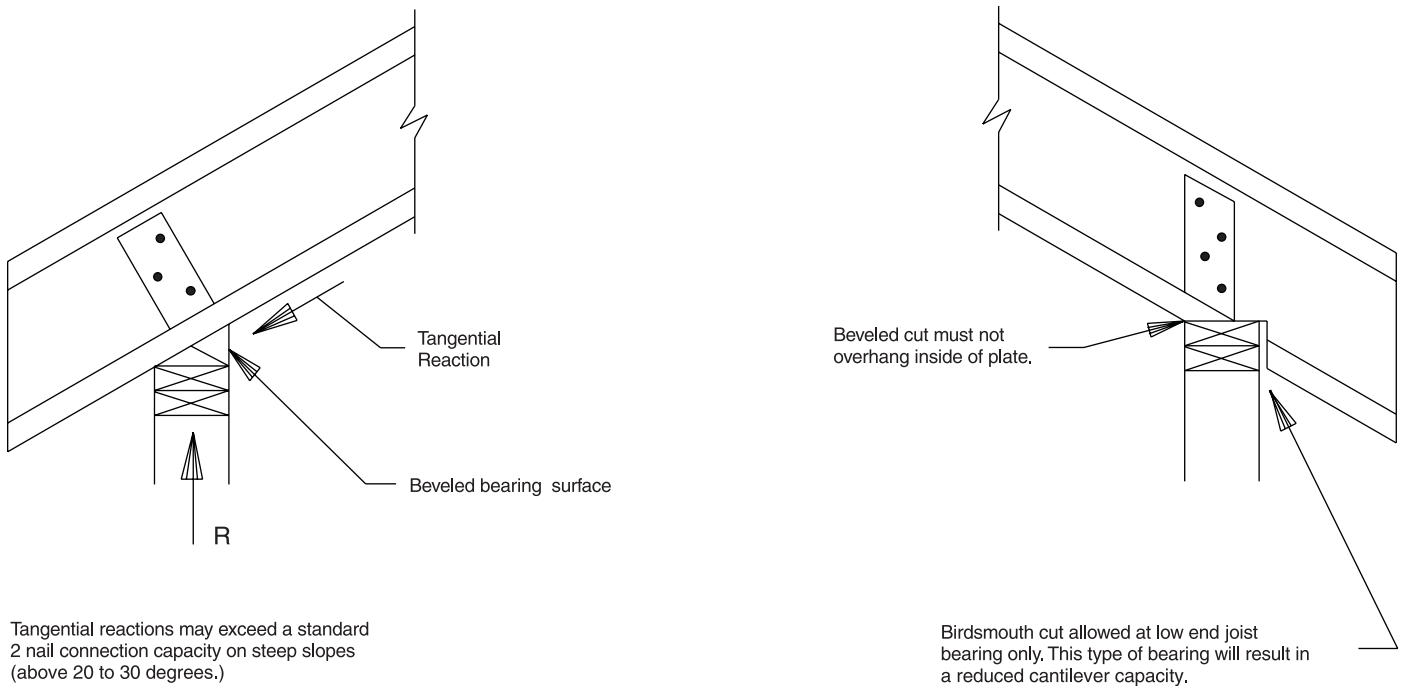 Tangential
Reaction
Beveled bearing surface
R
Tangential reactions may exceed a standard
2 nail connection capacity on steep slopes
(above 20 to 30 degrees.)
Beveled cut must not
overhang inside of plate.
Birdsmouth cut allowed at low end joist
bearing only. This type of bearing will result in
a reduced cantilever capacity.